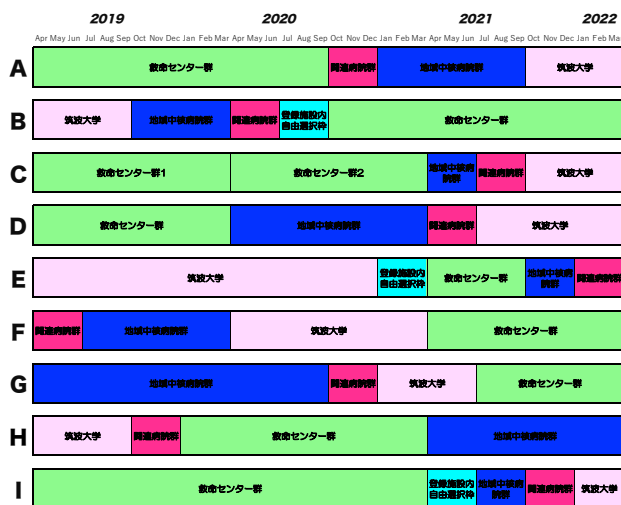 2019 2020 2021 2022
Apr May Jun Jul Aug Sep Oct Nov Dec Jan Feb Mar Apr May Jun Jul Aug Sep Oct Nov Dec Jan Feb Mar Apr May Jun Jul Aug Sep Oct Nov Dec Jan Feb Ma
A 救命センター群 関連病院群 地域中核病院群 筑波大学
B 筑波大学 地域中核病院群 関連病院群 登録施設内 救命センター群
自由選択枠
C 救命センター群1 救命センター群2 地域中核病 関連病院群 筑波大学
院群
D 救命センター群 地域中核病院群 関連病院群 筑波大学
E 筑波大学 登録施設内 救命センター群 地域中核病 関連病院群
自由選択枠 院群
F 関連病院群 地域中核病院群 筑波大学 救命センター群
G 地域中核病院群 関連病院群 筑波大学 救命センター群
H 筑波大学 関連病院群 救命センター群 地域中核病院群
I 救命センター群 登録施設内 地域中核病 関連病院群 筑波大学
自由選択枠 院群